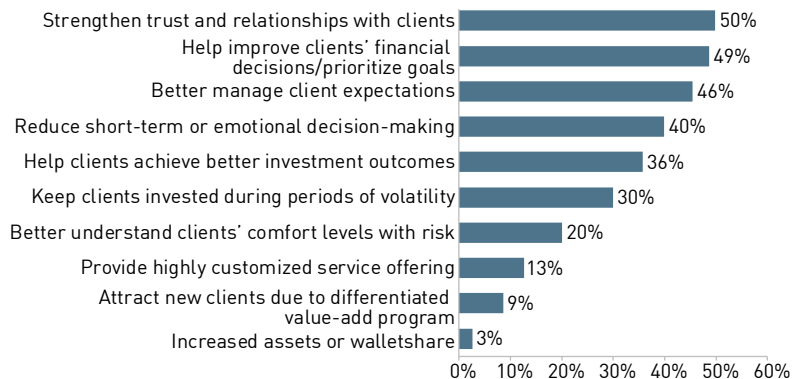 Strengthen trust and relationships with clients 50%
Help improve clients’ financial
decisions/prioritize goals 49%
Better manage client expectations 46%
Reduce short-term or emotional decision-making 40%
Help clients achieve better investment outcomes 36%
Keep clients invested during periods of volatility 30%
Better understand clients’ comfort levels with risk 20%
Provide highly customized service offering 13%
Attract new clients due to differentiated
value-add program 9%
Increased assets or walletshare 3%
0% 10% 20% 30% 40% 50% 60%